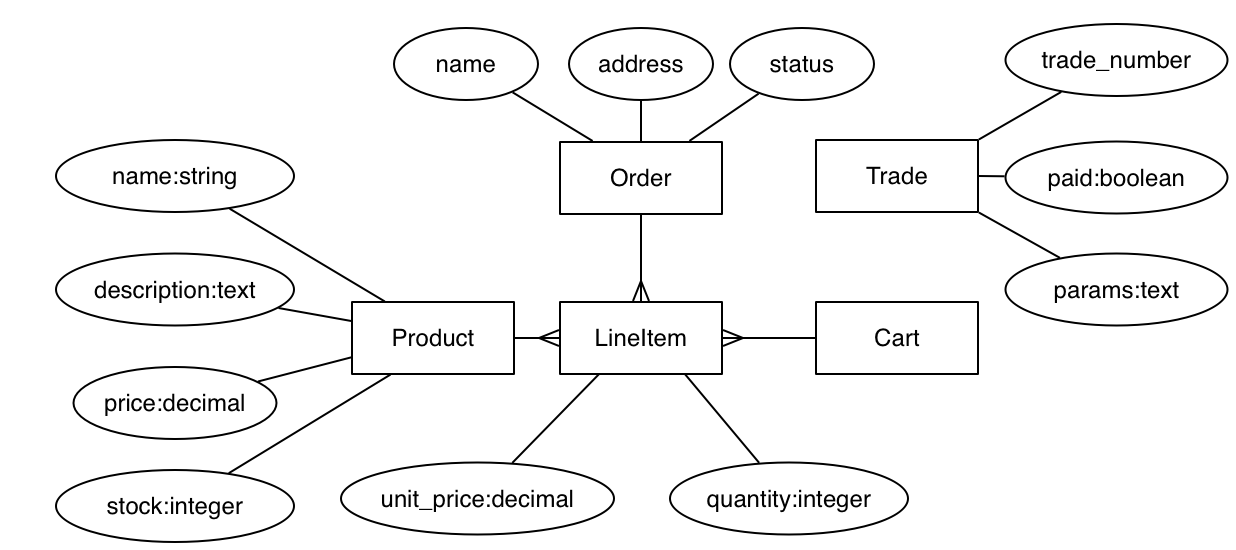 name
address
status
trade_number
name:string
Order
Trade
paid:boolean
description:text
params:text
Product
LineItem
Cart
price:decimal
stock:integer
unit_price:decimal
quantity:integer